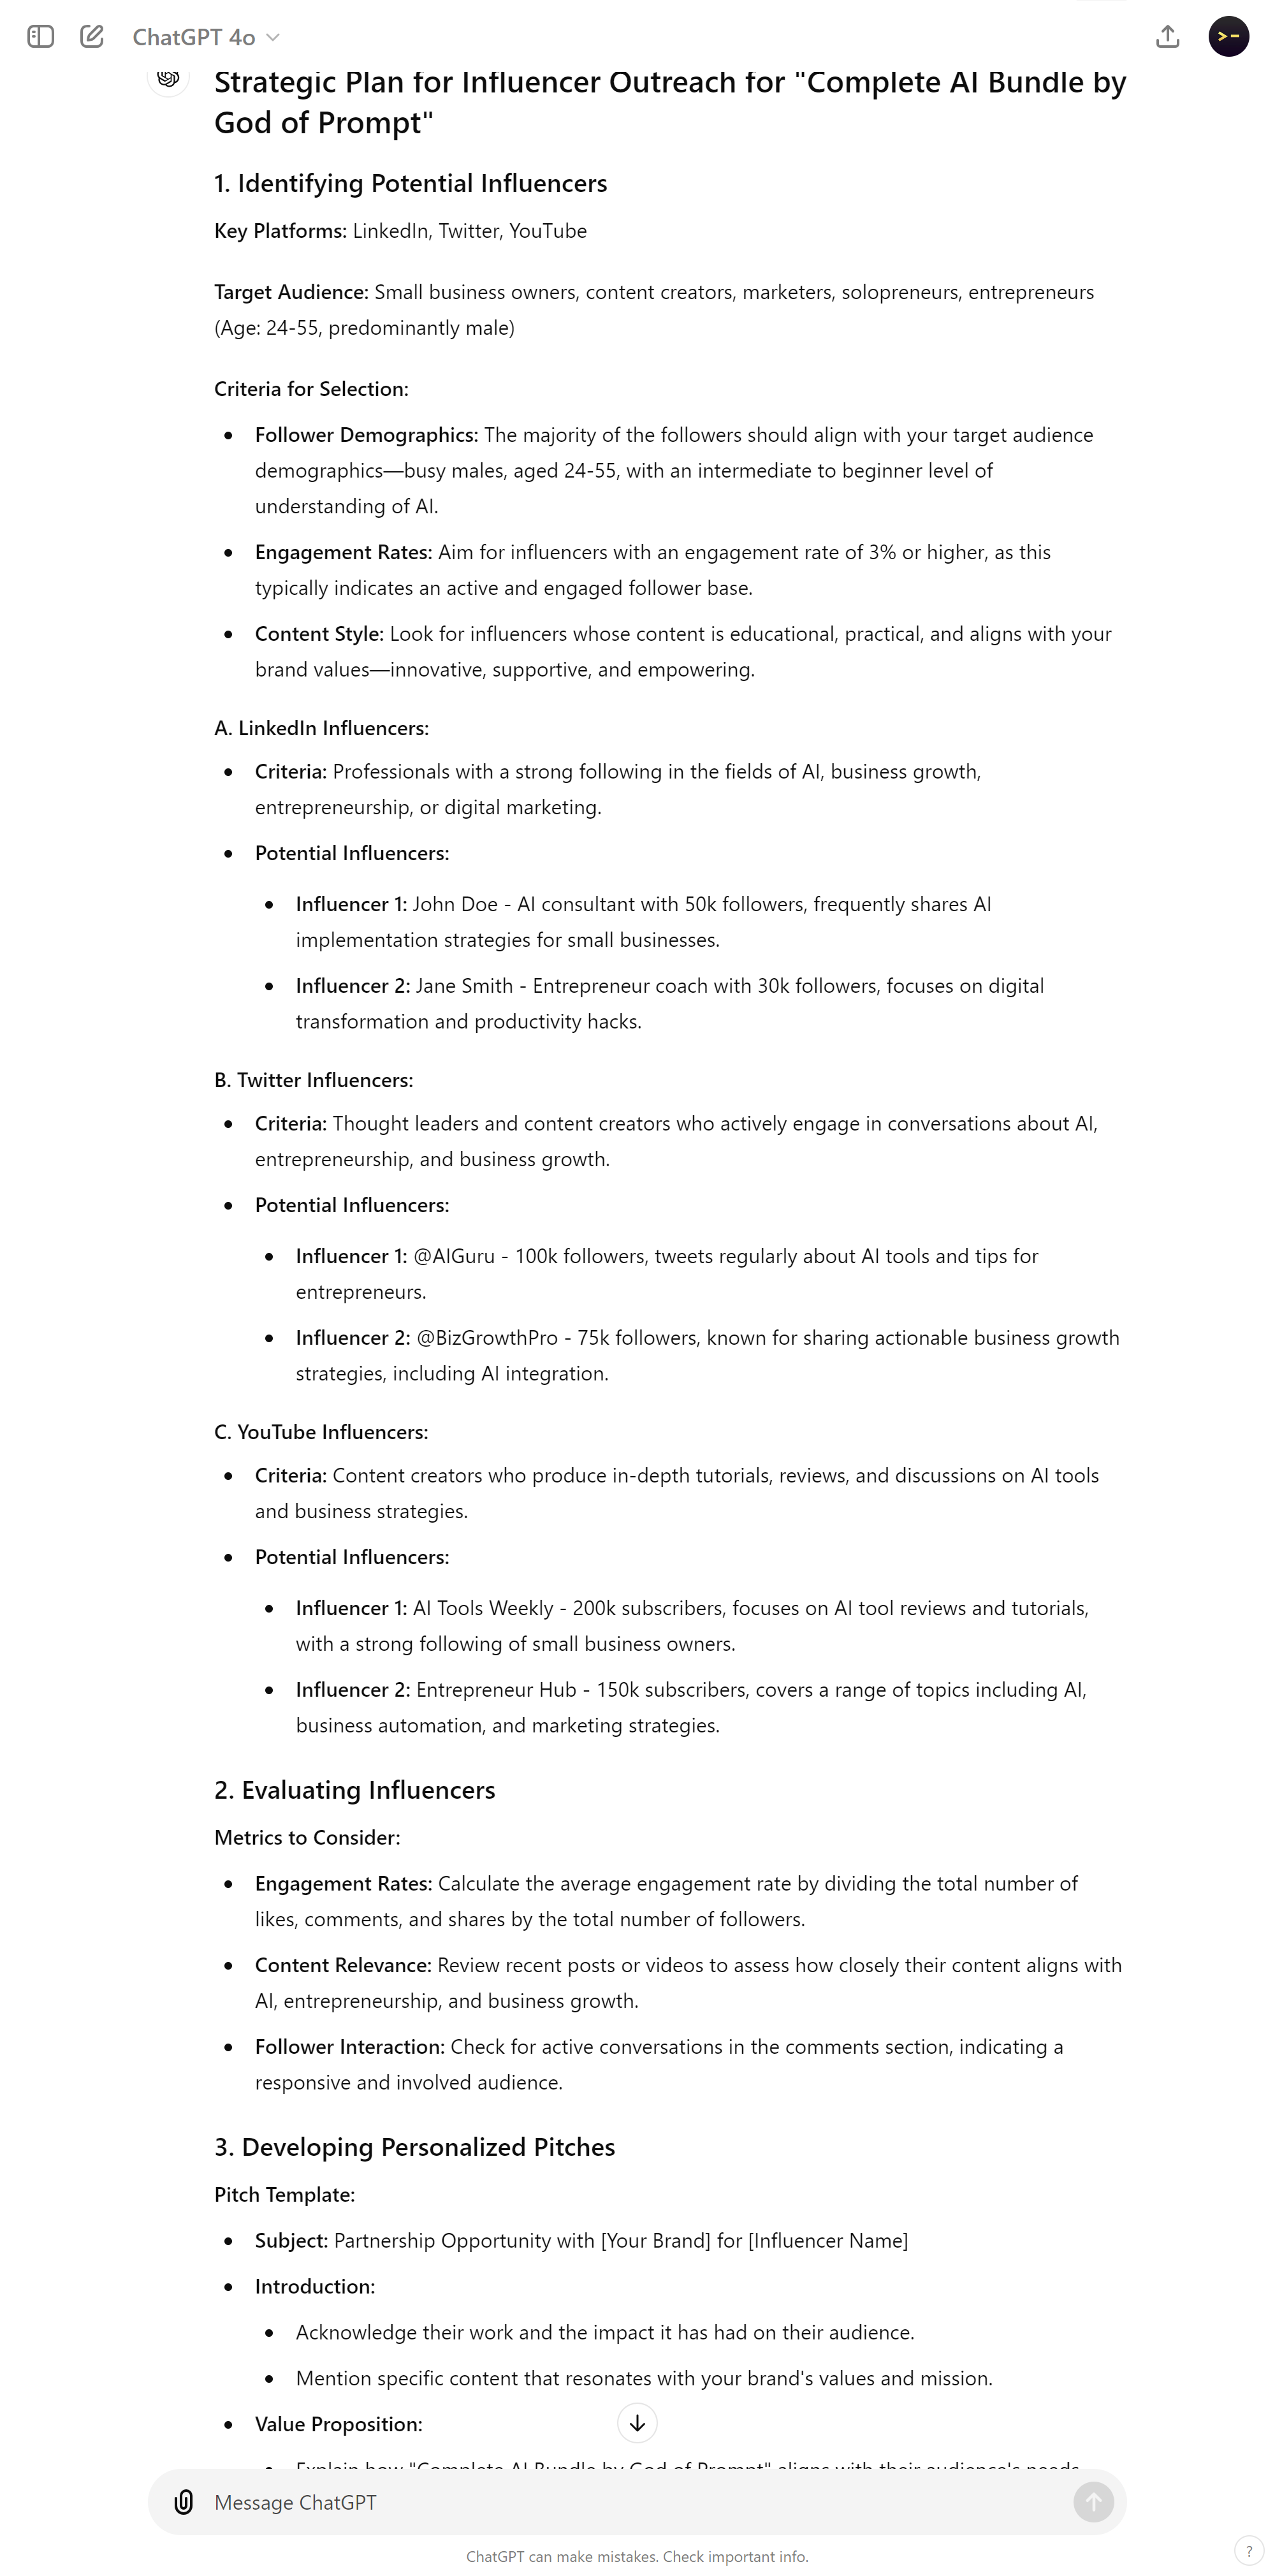 ChatGPT 4o
Strategic Plan for Influencer Outreach for "Complete AI Bundle by
God of Prompt"
1. Identifying Potential Influencers
Key Platforms: LinkedIn, Twitter, YouTube
Target Audience: Small business owners, content creators, marketers, solopreneurs, entrepreneurs
(Age: 24-55, predominantly male)
Criteria for Selection:
• Follower Demographics: The majority of the followers should align with your target audience
demographics—busy males, aged 24-55, with an intermediate to beginner level of
understanding of AI.
• Engagement Rates: Aim for influencers with an engagement rate of 3% or higher, as this
typically indicates an active and engaged follower base.
• Content Style: Look for influencers whose content is educational, practical, and aligns with your
brand values—innovative, supportive, and empowering.
A. LinkedIn Influencers:
• Criteria: Professionals with a strong following in the fields of AI, business growth,
entrepreneurship, or digital marketing.
• Potential Influencers:
• Influencer 1: John Doe - AI consultant with 50k followers, frequently shares AI
implementation strategies for small businesses.
• Influencer 2: Jane Smith - Entrepreneur coach with 30k followers, focuses on digital
transformation and productivity hacks.
B. Twitter Influencers:
• Criteria: Thought leaders and content creators who actively engage in conversations about AI,
entrepreneurship, and business growth.
• Potential Influencers:
• Influencer 1: @AIGuru - 100k followers, tweets regularly about AI tools and tips for
entrepreneurs.
• Influencer 2: @BizGrowthPro - 75k followers, known for sharing actionable business growth
strategies, including AI integration.
C. YouTube Influencers:
• Criteria: Content creators who produce in-depth tutorials, reviews, and discussions on AI tools
and business strategies.
• Potential Influencers:
• Influencer 1: AI Tools Weekly - 200k subscribers, focuses on AI tool reviews and tutorials,
with a strong following of small business owners.
• Influencer 2: Entrepreneur Hub - 150k subscribers, covers a range of topics including AI,
business automation, and marketing strategies.
2. Evaluating Influencers
Metrics to Consider:
• Engagement Rates: Calculate the average engagement rate by dividing the total number of
likes, comments, and shares by the total number of followers.
• Content Relevance: Review recent posts or videos to assess how closely their content aligns with
AI, entrepreneurship, and business growth.
• Follower Interaction: Check for active conversations in the comments section, indicating a
responsive and involved audience.
3. Developing Personalized Pitches
Pitch Template:
• Subject: Partnership Opportunity with [Your Brand] for [Influencer Name]
• Introduction:
• Acknowledge their work and the impact it has had on their audience.
• Mention specific content that resonates with your brand's values and mission.
• Value Proposition:
• Explain how "Complete AI Bundle by God of Prompt" aligns with their audience's needs
Message ChatGPT
ChatGPT can make mistakes. Check important info.
?